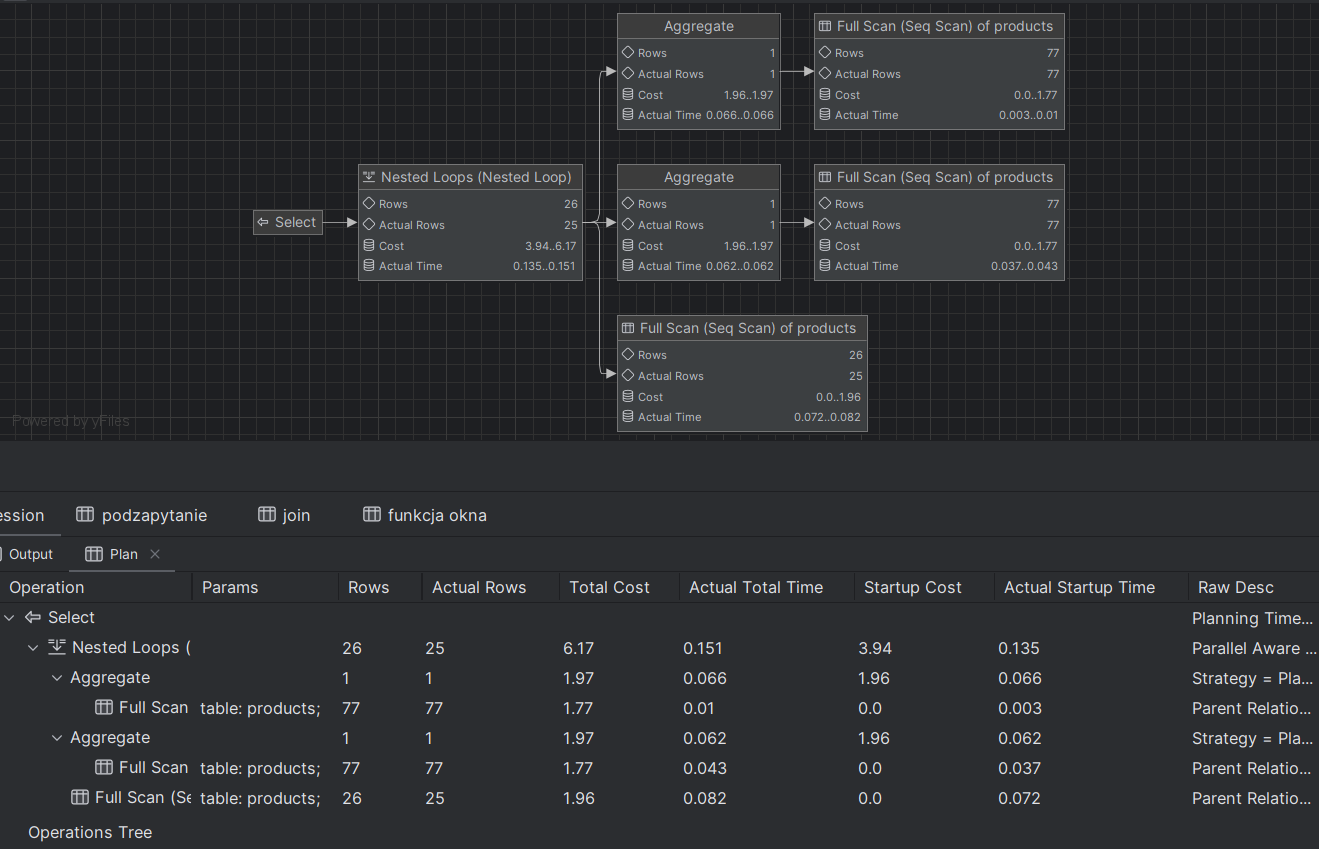 Aggregate
Rows 1
Actual Rows 1
Cost 1.96..1.97
Actual Time 0.066..0.066
Full Scan (Seq Scan) of products
Rows 77
Actual Rows 77
Cost 0.0..1.77
Actual Time 0.003..0.01
Select
Nested Loops (Nested Loop)
Rows 26
Actual Rows 25
Cost 3.94..6.17
Actual Time 0.135..0.151
Aggregate
Rows 1
Actual Rows 1
Cost 1.96..1.97
Actual Time 0.062..0.062
Full Scan (Seq Scan) of products
Rows 77
Actual Rows 77
Cost 0.0..1.77
Actual Time 0.037..0.043
Full Scan (Seq Scan) of products
Rows 26
Actual Rows 25
Cost 0.0..1.96
Actual Time 0.072..0.082
Powered by yFiles
ession podzapytanie join funkcja okna
Output Plan
Operation Params Rows Actual Rows Total Cost Actual Total Time Startup Cost Actual Startup Time Raw Desc
Select Planning Time...
Nested Loops ( 26 25 6.17 0.151 3.94 0.135 Parallel Aware ...
Aggregate 1 1 1.97 0.066 1.96 0.066 Strategy = Pla...
Full Scan table: products; 77 77 1.77 0.01 0.0 0.003 Parent Relatio...
Aggregate 1 1 1.97 0.062 1.96 0.062 Strategy = Pla...
Full Scan table: products; 77 77 1.77 0.043 0.0 0.037 Parent Relatio...
Full Scan (Se table: products; 26 25 1.96 0.082 0.0 0.072 Parent Relatio...
Operations Tree